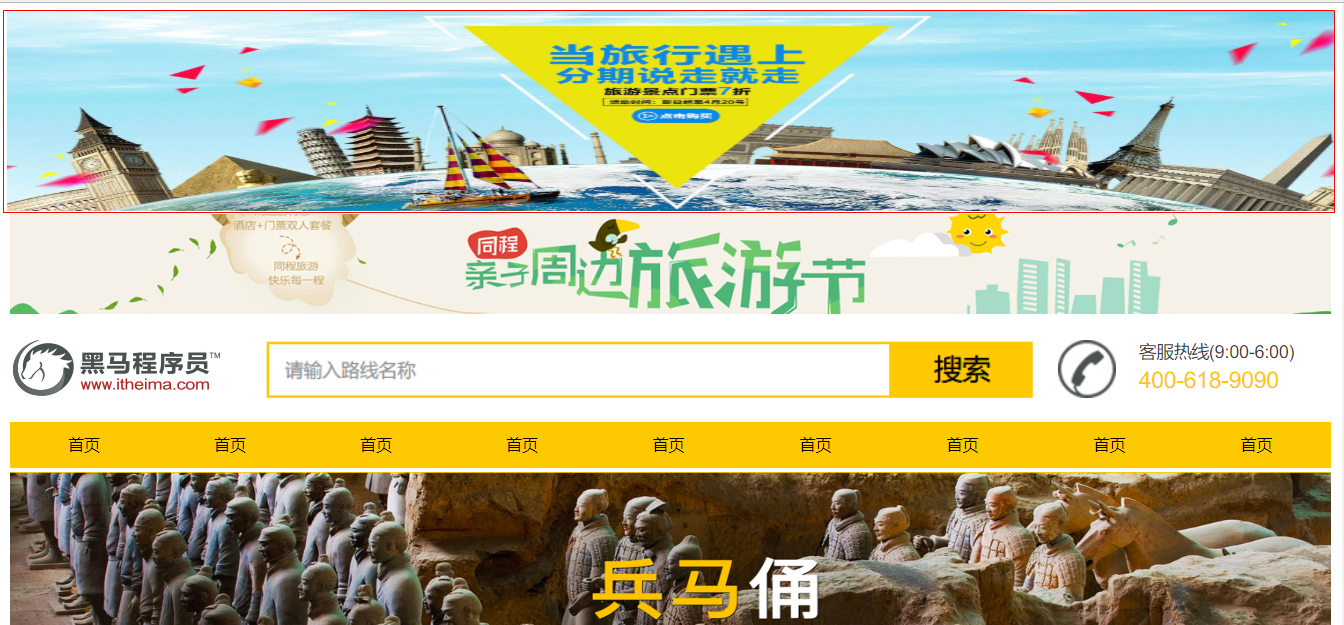 当旅行遇上
分期说走就走
旅游景点门票7折
活动时间：即日起至4月20号
点击购买
酒店+门票双人套餐
同程旅游
快乐每一程
同程
亲子周边旅游节
黑马程序员™
www.itheima.com
请输入路线名称
搜索
客服热线(9:00-6:00)
400-618-9090
首页 首页 首页 首页 首页 首页 首页 首页 首页
兵马俑